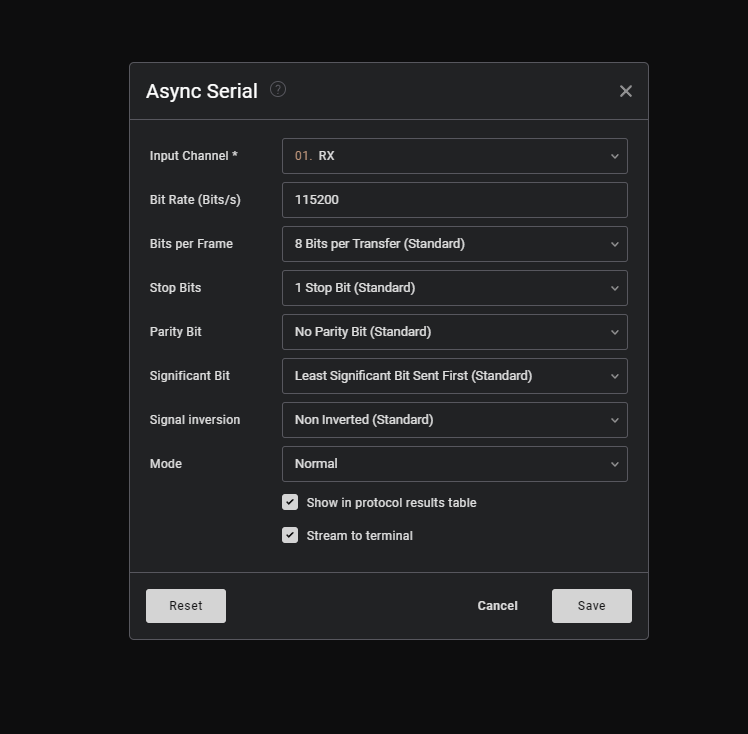 Async Serial ?
Input Channel * 01. RX
Bit Rate (Bits/s) 115200
Bits per Frame 8 Bits per Transfer (Standard)
Stop Bits 1 Stop Bit (Standard)
Parity Bit No Parity Bit (Standard)
Significant Bit Least Significant Bit Sent First (Standard)
Signal inversion Non Inverted (Standard)
Mode Normal
Show in protocol results table
Stream to terminal
Reset Cancel Save